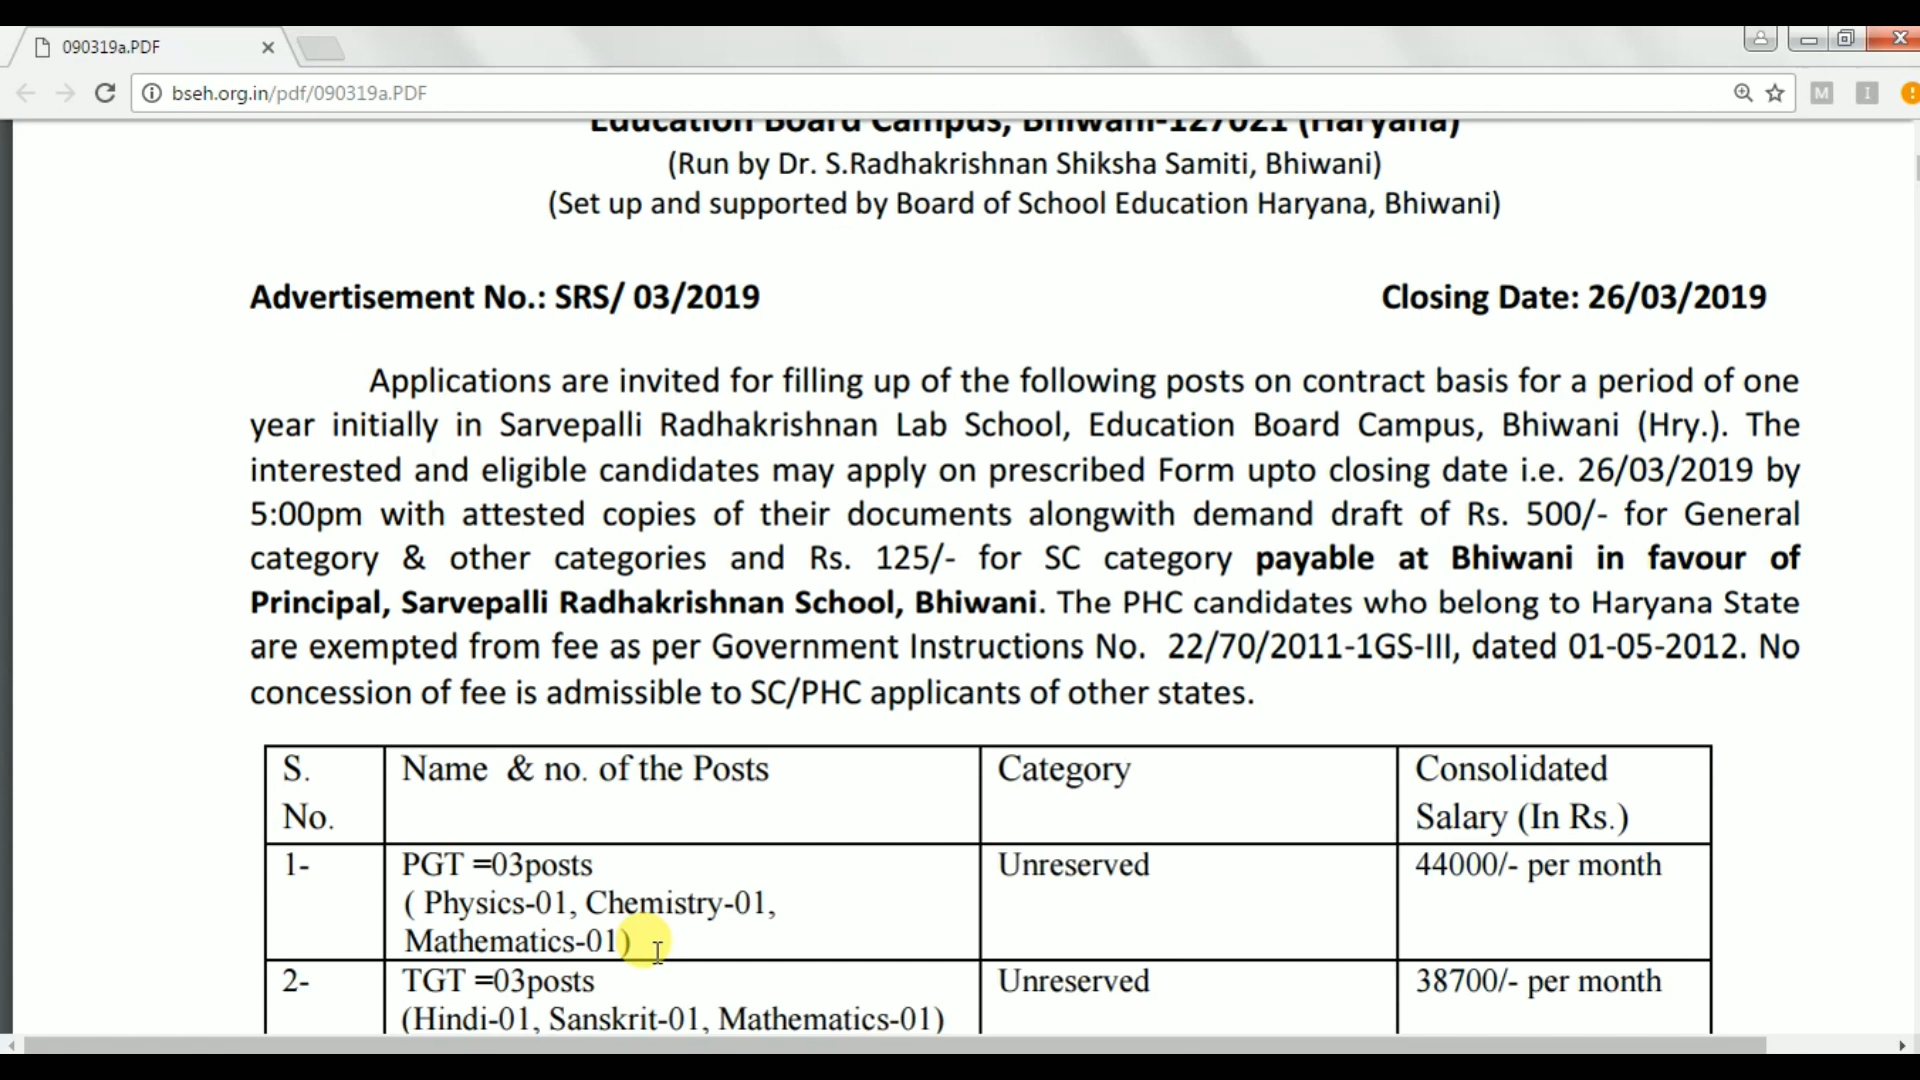 090319a.PDF
bseh.org.in/pdf/090319a.PDF
M I
Education Board Campus, Bhiwani-127021 (Haryana)
(Run by Dr. S.Radhakrishnan Shiksha Samiti, Bhiwani)
(Set up and supported by Board of School Education Haryana, Bhiwani)
Advertisement No.: SRS/ 03/2019 Closing Date: 26/03/2019
Applications are invited for filling up of the following posts on contract basis for a period of one
year initially in Sarvepalli Radhakrishnan Lab School, Education Board Campus, Bhiwani (Hry.). The
interested and eligible candidates may apply on prescribed Form upto closing date i.e. 26/03/2019 by
5:00pm with attested copies of their documents alongwith demand draft of Rs. 500/- for General
category & other categories and Rs. 125/- for SC category payable at Bhiwani in favour of
Principal, Sarvepalli Radhakrishnan School, Bhiwani. The PHC candidates who belong to Haryana State
are exempted from fee as per Government Instructions No. 22/70/2011-1GS-III, dated 01-05-2012. No
concession of fee is admissible to SC/PHC applicants of other states.
S. Name & no. of the Posts Category Consolidated
No. Salary (In Rs.)
1- PGT =03posts Unreserved 44000/- per month
( Physics-01, Chemistry-01,
Mathematics-01)
2- TGT =03posts Unreserved 38700/- per month
(Hindi-01, Sanskrit-01, Mathematics-01)